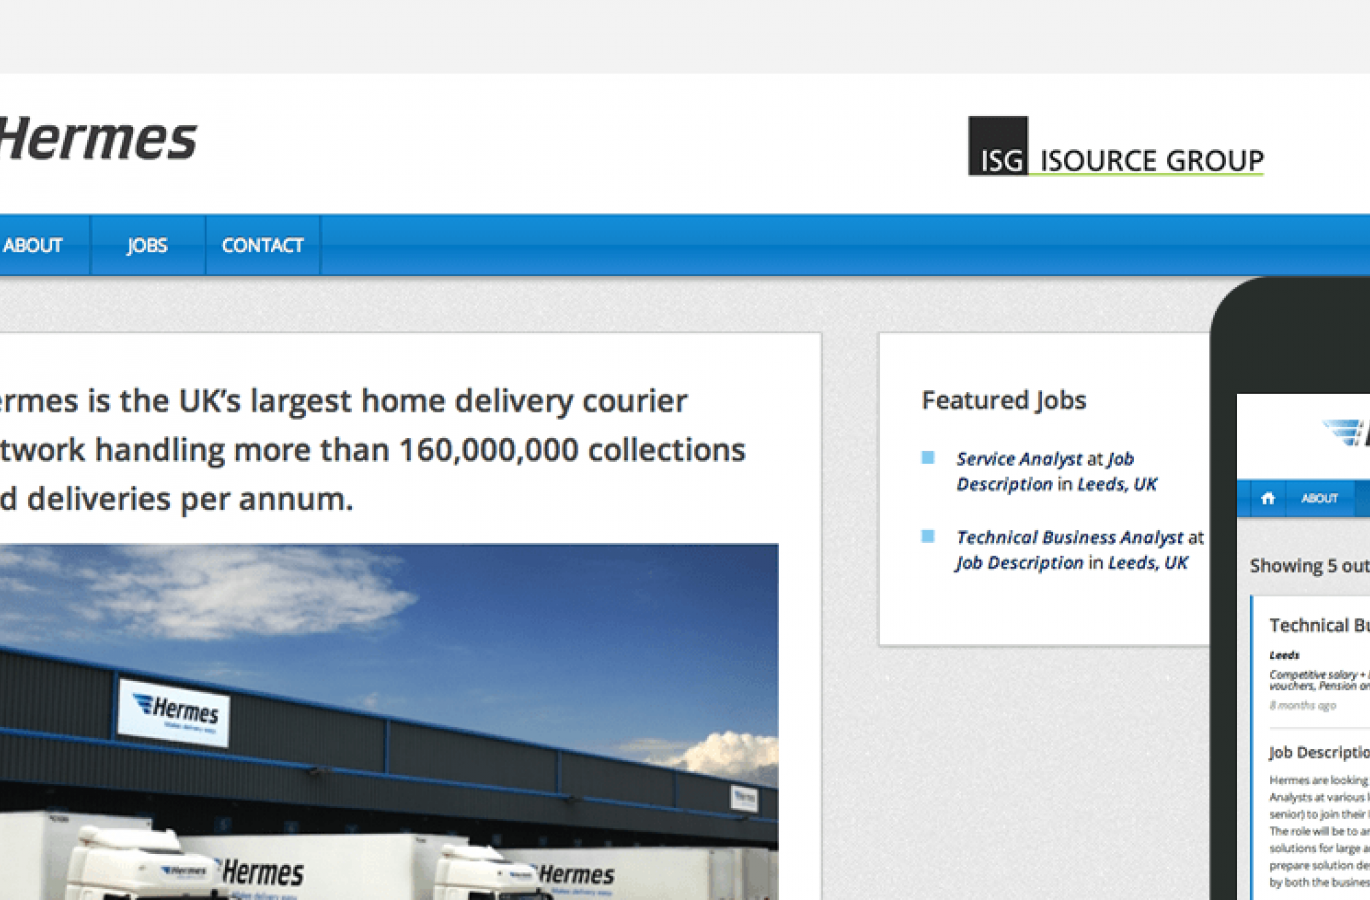 Hermes
ISG ISOURCE GROUP
ABOUT
JOBS
CONTACT
ermes is the UK’s largest home delivery courier
twork handling more than 160,000,000 collections
d deliveries per annum.
Featured Jobs
Service Analyst at Job
Description in Leeds, UK
Technical Business Analyst at
Job Description in Leeds, UK
Hermes
Hermes
Hermes
Hermes
Hermes
ABOUT
Showing 5 out
Technical Bu
Leeds
Competitive salary +
vouchers, Pension an
8 months ago
Job Descriptio
Hermes are looking
Analysts at various l
senior) to join their
The role will be to an
solutions for large a
prepare solution de
by both the busines